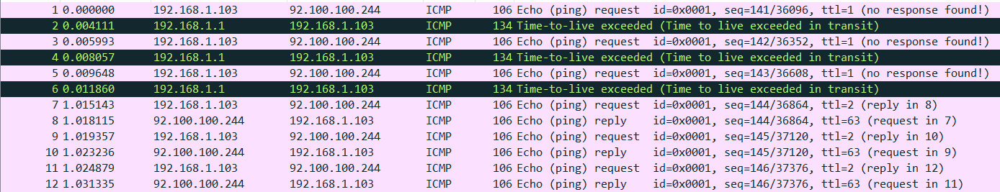 1 0.000000 192.168.1.103 92.100.100.244 ICMP 106 Echo (ping) request id=0x0001, seq=141/36096, ttl=1 (no response found!)
2 0.004111 192.168.1.1 192.168.1.103 ICMP 134 Time-to-live exceeded (Time to live exceeded in transit)
3 0.005993 192.168.1.103 92.100.100.244 ICMP 106 Echo (ping) request id=0x0001, seq=142/36352, ttl=1 (no response found!)
4 0.008057 192.168.1.1 192.168.1.103 ICMP 134 Time-to-live exceeded (Time to live exceeded in transit)
5 0.009648 192.168.1.103 92.100.100.244 ICMP 106 Echo (ping) request id=0x0001, seq=143/36608, ttl=1 (no response found!)
6 0.011860 192.168.1.1 192.168.1.103 ICMP 134 Time-to-live exceeded (Time to live exceeded in transit)
7 1.015143 192.168.1.103 92.100.100.244 ICMP 106 Echo (ping) request id=0x0001, seq=144/36864, ttl=2 (reply in 8)
8 1.018115 92.100.100.244 192.168.1.103 ICMP 106 Echo (ping) reply id=0x0001, seq=144/36864, ttl=63 (request in 7)
9 1.019357 192.168.1.103 92.100.100.244 ICMP 106 Echo (ping) request id=0x0001, seq=145/37120, ttl=2 (reply in 10)
10 1.023236 92.100.100.244 192.168.1.103 ICMP 106 Echo (ping) reply id=0x0001, seq=145/37120, ttl=63 (request in 9)
11 1.024879 192.168.1.103 92.100.100.244 ICMP 106 Echo (ping) request id=0x0001, seq=146/37376, ttl=2 (reply in 12)
12 1.031335 92.100.100.244 192.168.1.103 ICMP 106 Echo (ping) reply id=0x0001, seq=146/37376, ttl=63 (request in 11)